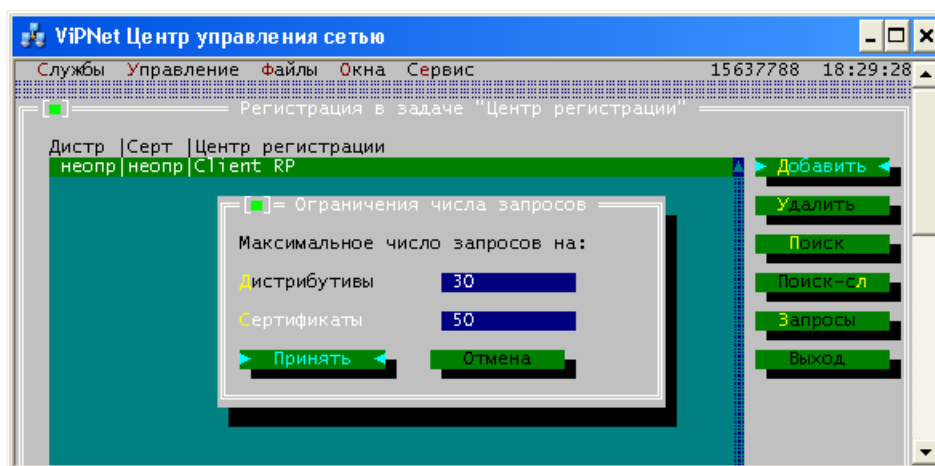 ViPNet Центр управления сетью
Службы Управление Файлы Окна Сервис 15637788 18:29:28
Регистрация в задаче "Центр регистрации"
Дистр |Серт |Центр регистрации
неопр|неопр|Client RP
Добавить
Удалить
Поиск
Поиск-сл
Запросы
Выход
Ограничения числа запросов
Максимальное число запросов на:
Дистрибутивы 30
Сертификаты 50
Принять Отмена